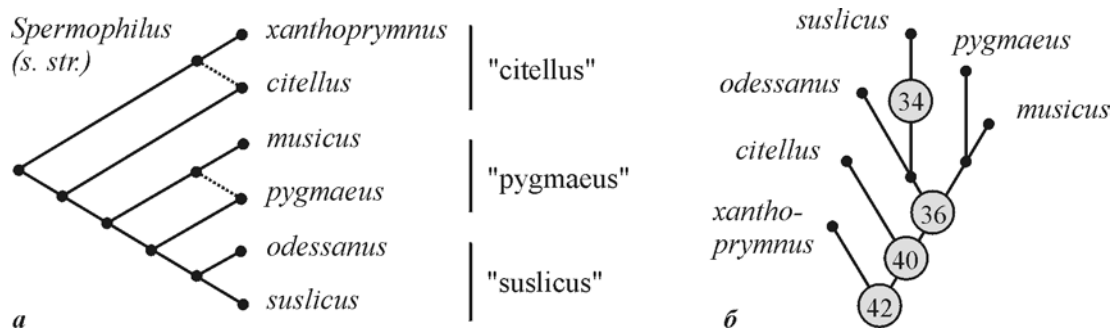 Spermophilus
(s. str.)
xanthoprymnus
citellus
"citellus"
musicus
pygmaeus
"pygmaeus"
odessanus
suslicus
"suslicus"
а
suslicus
pygmaeus
odessanus
34
musicus
citellus
36
xantho-
prymnus
40
42
б